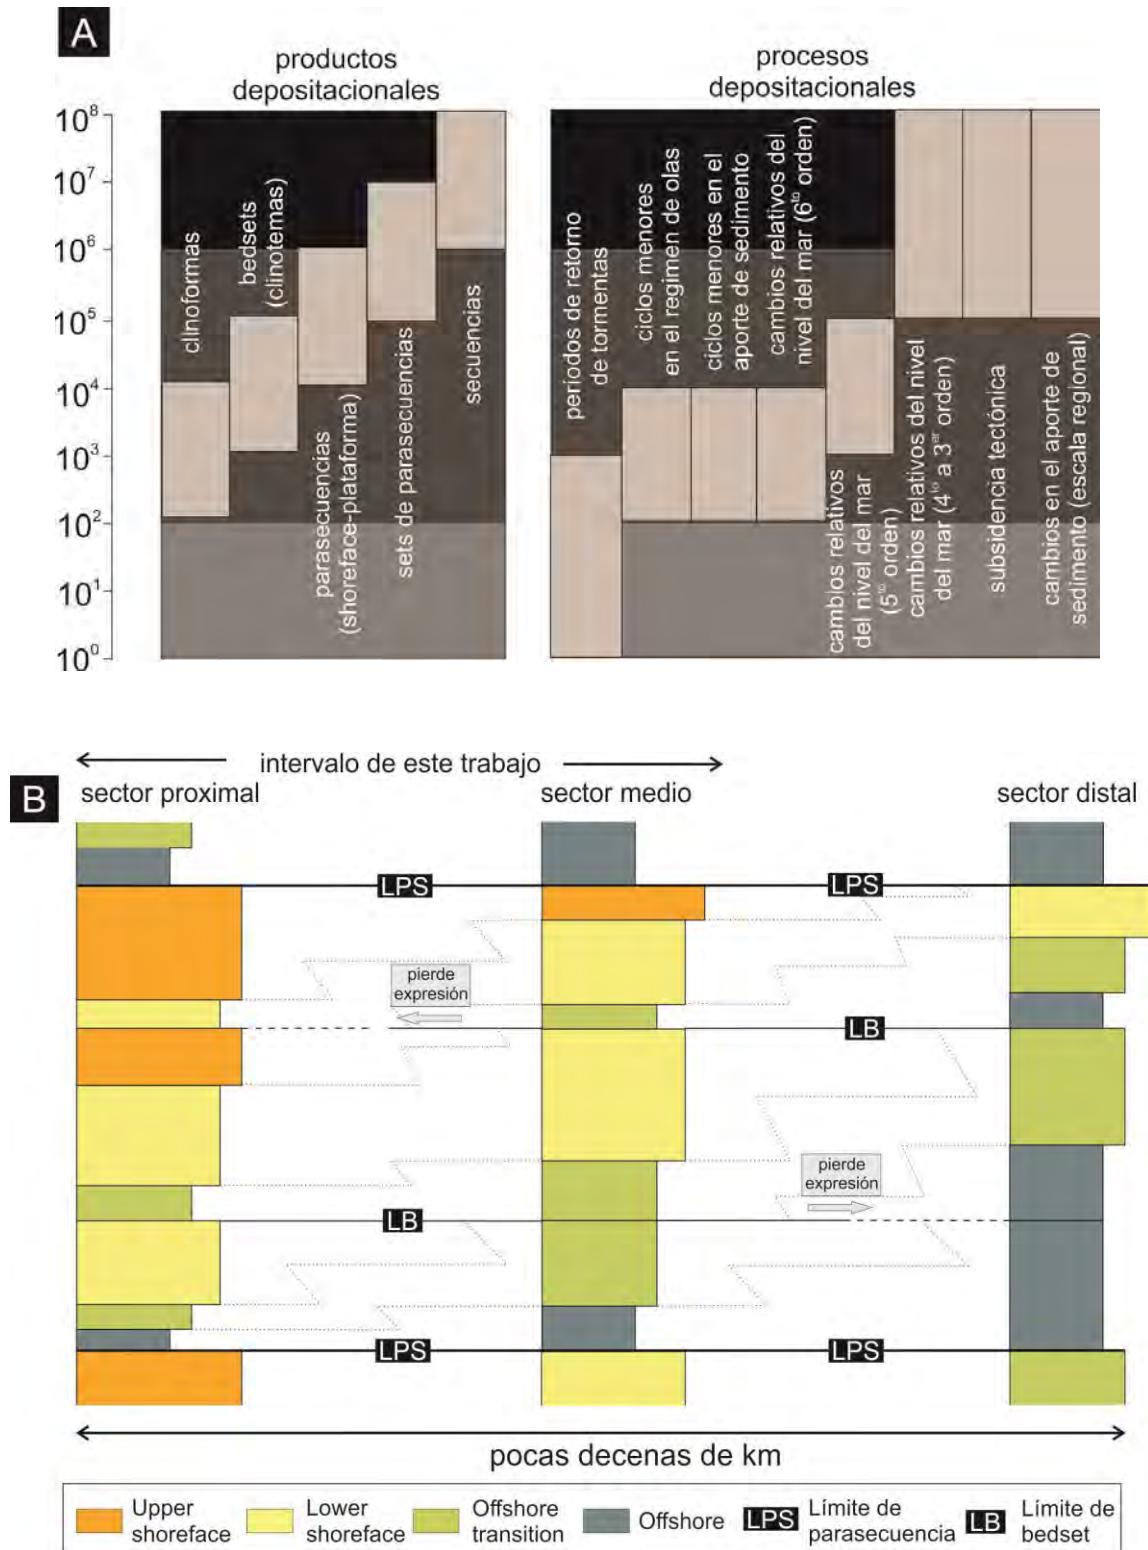 A
productos
depositacionales
procesos
depositacionales
10⁸
10⁷
10⁶
10⁵
10⁴
10³
10²
10¹
10⁰
clinoformas
bedsets
(clinotemas)
parasecuencias
(shoreface-plataforma)
sets de parasecuencias
secuencias
períodos de retorno
de tormentas
ciclos menores
en el regimen de olas
ciclos menores en el
aporte de sedimento
cambios relativos del
nivel del mar (6ᵗᵒ orden)
cambios relativos
del nivel del mar
(5ᵗᵒ orden)
cambios relativos del nivel
del mar (4ᵗᵒ a 3ᵉʳ orden)
subsidencia tectónica
cambios en el aporte de
sedimento (escala regional)
B
intervalo de este trabajo
sector proximal
sector medio
sector distal
LPS
LPS
pierde
expresión
LB
pierde
expresión
LB
LPS
LPS
pocas decenas de km
Upper
shoreface
Lower
shoreface
Offshore
transition
Offshore
LPS
Límite de
parasecuencia
LB
Límite de
bedset